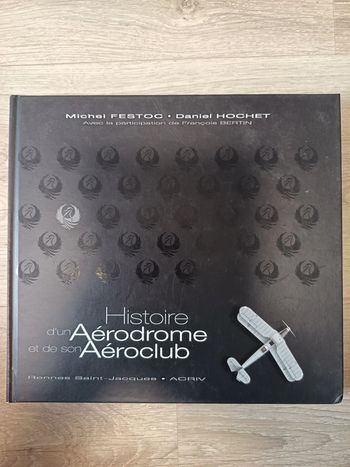 Michel FESTOC • Daniel HOCHET
Avec la participation de François BERTIN
Histoire
d'un Aérodrome
et de son Aéroclub
Rennes Saint-Jacques • ACRIV